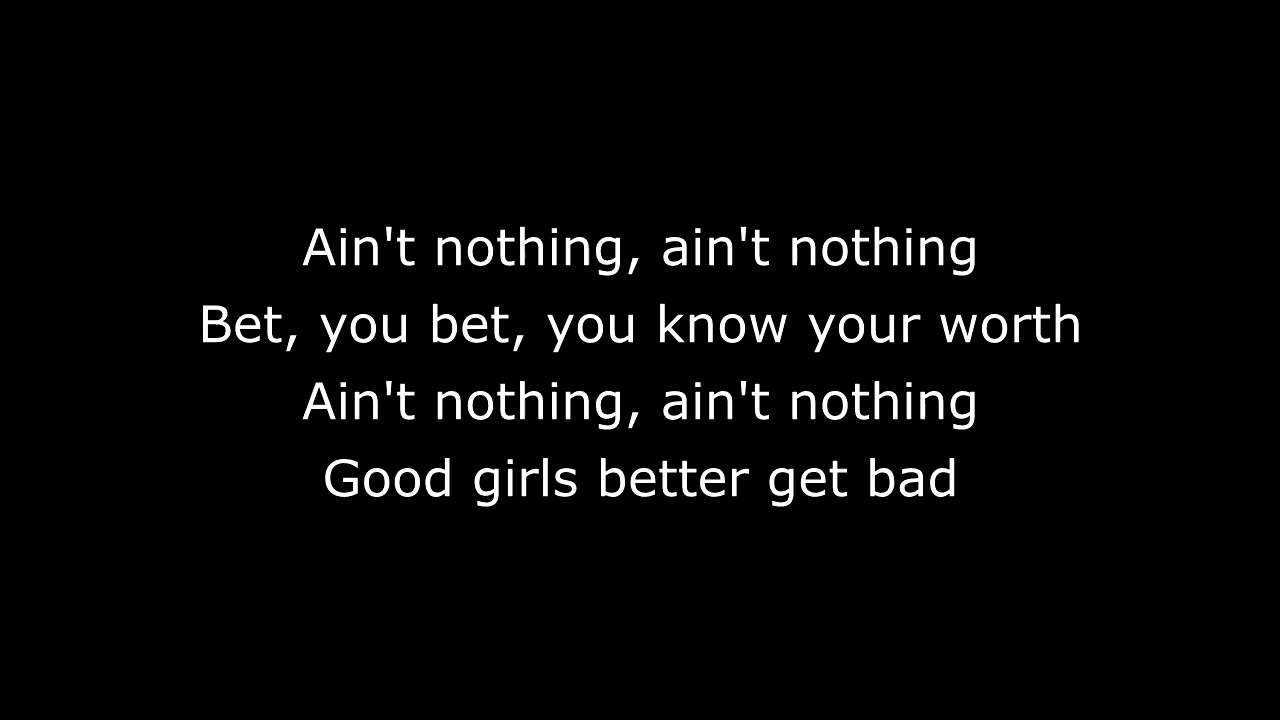 Ain't nothing, ain't nothing
Bet, you bet, you know your worth
Ain't nothing, ain't nothing
Good girls better get bad